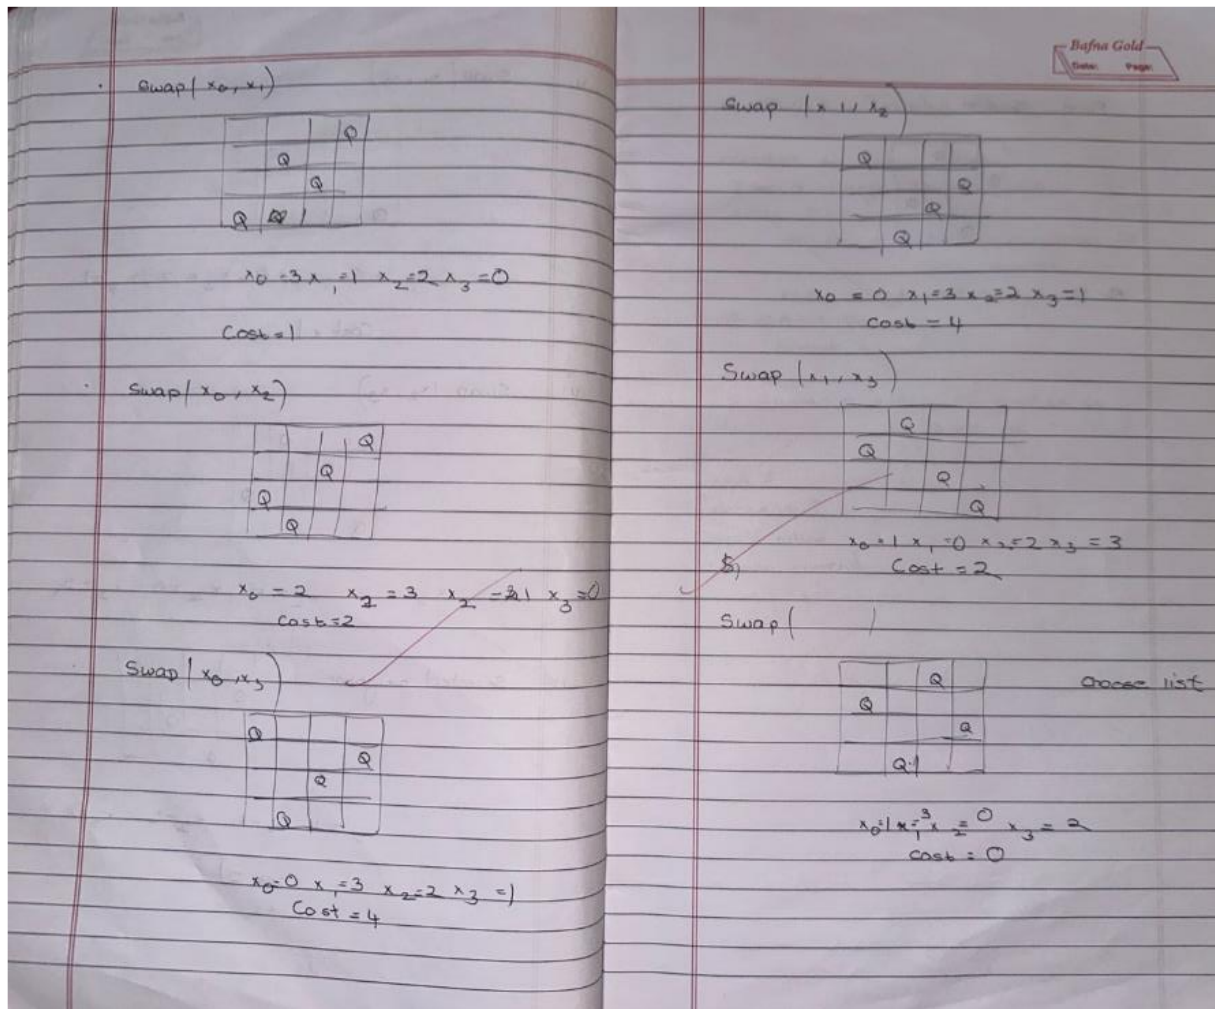 Swap(x0, x1)
Q
Q
Q
Q
x0=3 x1=1 x2=2 x3=0
Cost=1
Swap(x0, x2)
Q
Q
Q
Q
x0=2 x2=3 x2=1 x3=0
Cost=2
Swap(x0, x3)
Q
Q
Q
Q
x0=0 x1=3 x2=2 x3=1
Cost=4
Bafna Gold
Date: Page:
Swap (x1, x2)
Q
Q
Q
Q
x0=0 x1=3 x2=2 x3=1
Cost=4
Swap (x1, x3)
Q
Q
Q
Q
x0=1 x1=0 x2=2 x3=3
Cost=2
Swap( )
Q choose list
Q
Q
Q
x0=1 x1=3 x2=0 x3=2
Cost=0